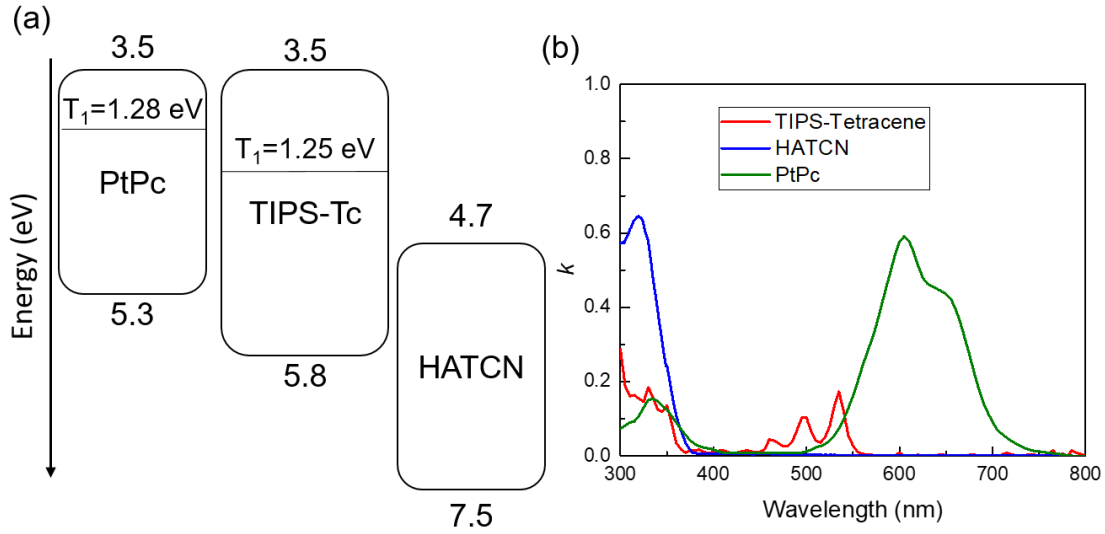 (a)
3.5
3.5
T₁=1.28 eV
T₁=1.25 eV
PtPc
TIPS-Tc
4.7
5.3
5.8
HATCN
7.5
Energy (eV)
(b)
1.0
0.8
0.6
0.4
0.2
0.0
k
TIPS-Tetracene
HATCN
PtPc
300 400 500 600 700 800
Wavelength (nm)